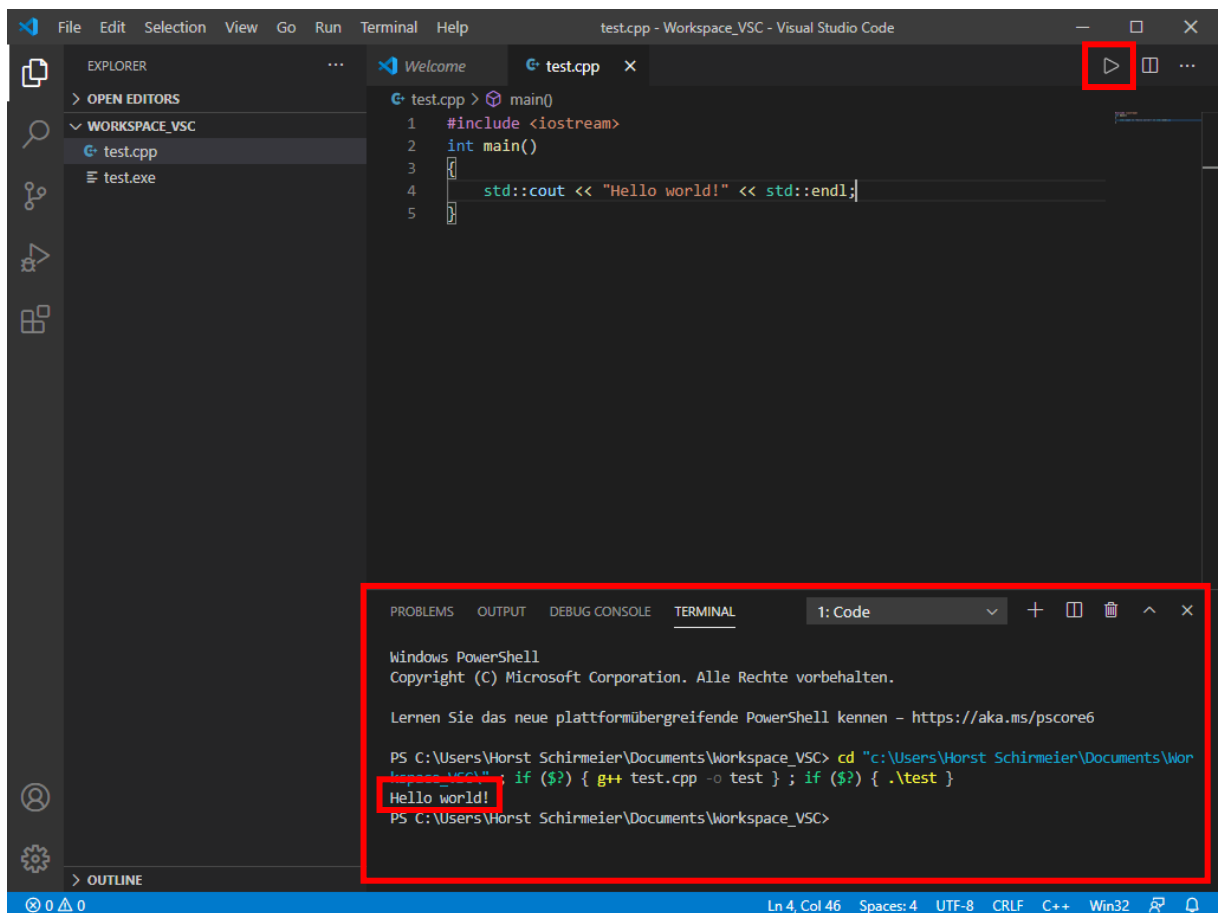 File Edit Selection View Go Run Terminal Help test.cpp - Workspace_VSC - Visual Studio Code
EXPLORER
OPEN EDITORS
WORKSPACE_VSC
test.cpp
test.exe
OUTLINE
Welcome test.cpp
test.cpp > main()
1 #include <iostream>
2 int main()
3 {
4 std::cout << "Hello world!" << std::endl;
5 }
PROBLEMS OUTPUT DEBUG CONSOLE TERMINAL 1: Code
Windows PowerShell
Copyright (C) Microsoft Corporation. Alle Rechte vorbehalten.
Lernen Sie das neue plattformübergreifende PowerShell kennen – https://aka.ms/pscore6
PS C:\Users\Horst Schirmeier\Documents\Workspace_VSC> cd "c:\Users\Horst Schirmeier\Documents\Wor
kspace_VSC\" ; if ($?) { g++ test.cpp -o test } ; if ($?) { .\test }
Hello world!
PS C:\Users\Horst Schirmeier\Documents\Workspace_VSC>
0 0 Ln 4, Col 46 Spaces: 4 UTF-8 CRLF C++ Win32